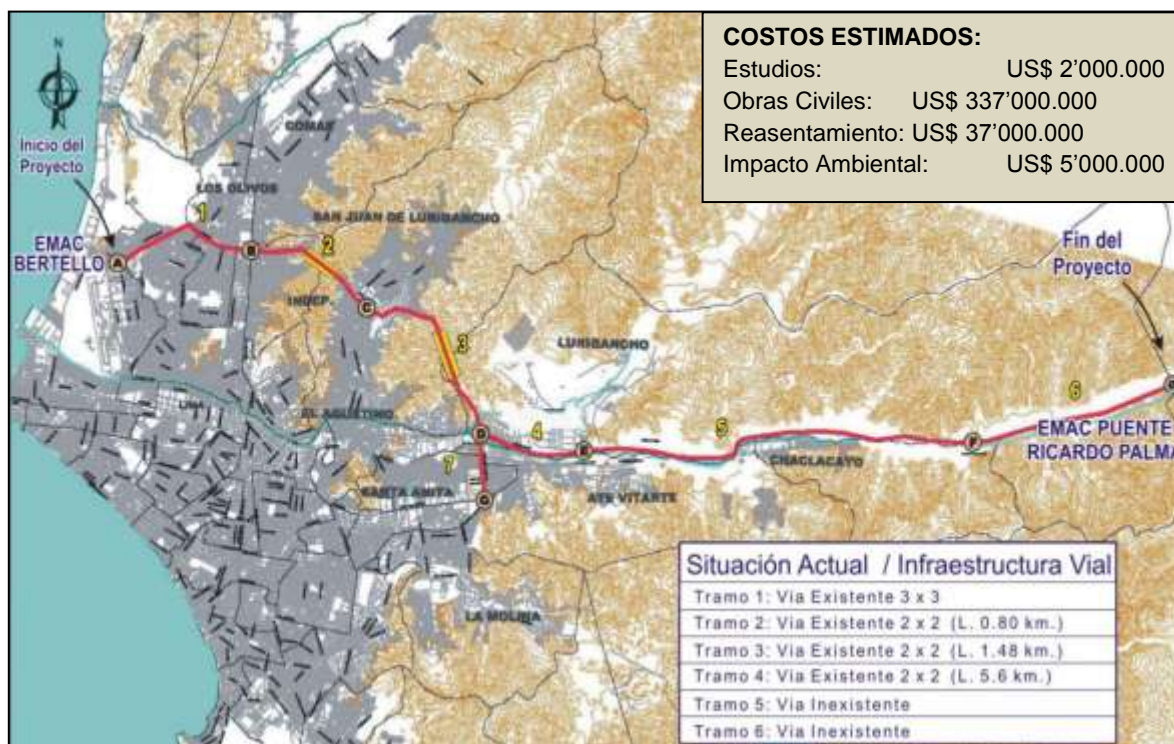 COSTOS ESTIMADOS:
Estudios: US$ 2’000.000
Obras Civiles: US$ 337’000.000
Reasentamiento: US$ 37’000.000
Impacto Ambiental: US$ 5’000.000
N
Inicio del
Proyecto
COMAS
LOS OLIVOS
1
SAN JUAN DE LURIGANCHO
EMAC
BERTELLO
A
B
2
Fin del
Proyecto
INDEP.
C
3
LURIGANCHO
6
EL AGUSTINO
LIMA
D
4
E
5
F
EMAC PUENTE
RICARDO PALMA
CHACLACAYO
7
SANTA ANITA
G
ATE VITARTE
LA MOLINA
Situación Actual / Infraestructura Vial
Tramo 1: Via Existente 3 x 3
Tramo 2: Via Existente 2 x 2 (L. 0.80 km.)
Tramo 3: Via Existente 2 x 2 (L. 1.48 km.)
Tramo 4: Via Existente 2 x 2 (L. 5.6 km.)
Tramo 5: Via Inexistente
Tramo 6: Via Inexistente